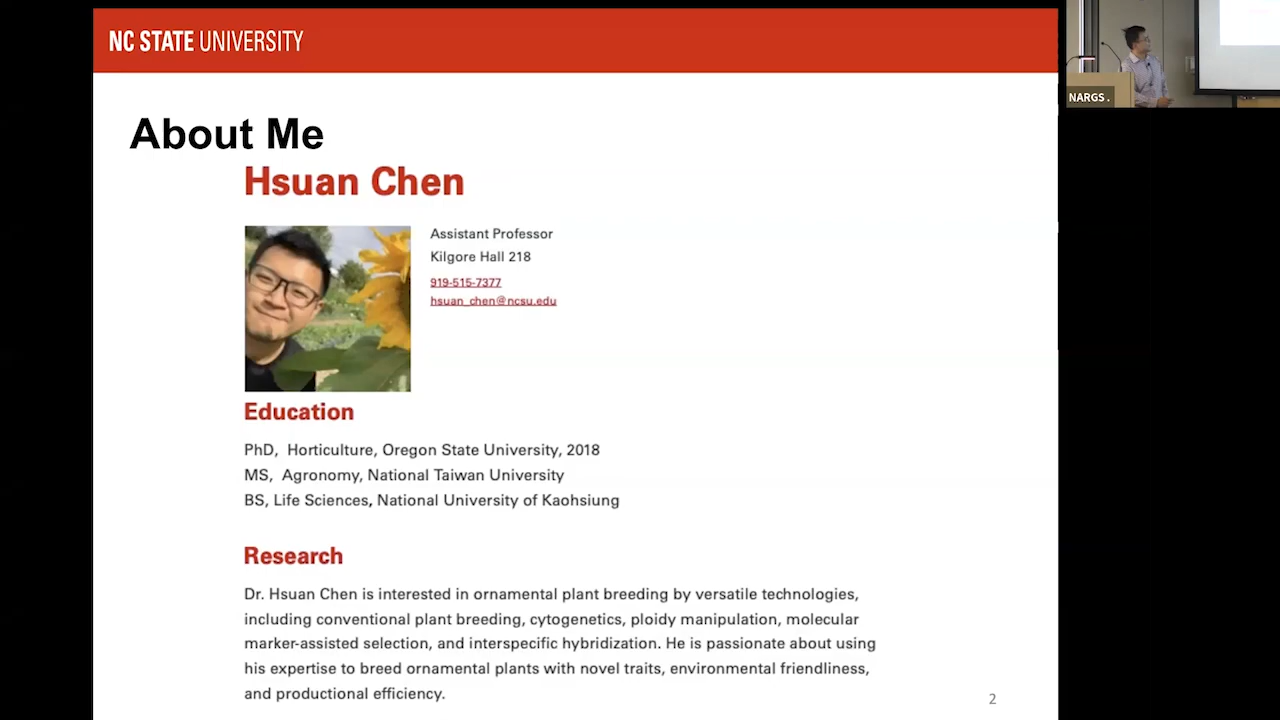 NC STATE UNIVERSITY
NARGS .
About Me
Hsuan Chen
Assistant Professor
Kilgore Hall 218
919-515-7377
hsuan_chen@ncsu.edu
Education
PhD, Horticulture, Oregon State University, 2018
MS, Agronomy, National Taiwan University
BS, Life Sciences, National University of Kaohsiung
Research
Dr. Hsuan Chen is interested in ornamental plant breeding by versatile technologies,
including conventional plant breeding, cytogenetics, ploidy manipulation, molecular
marker-assisted selection, and interspecific hybridization. He is passionate about using
his expertise to breed ornamental plants with novel traits, environmental friendliness,
and productional efficiency.
2